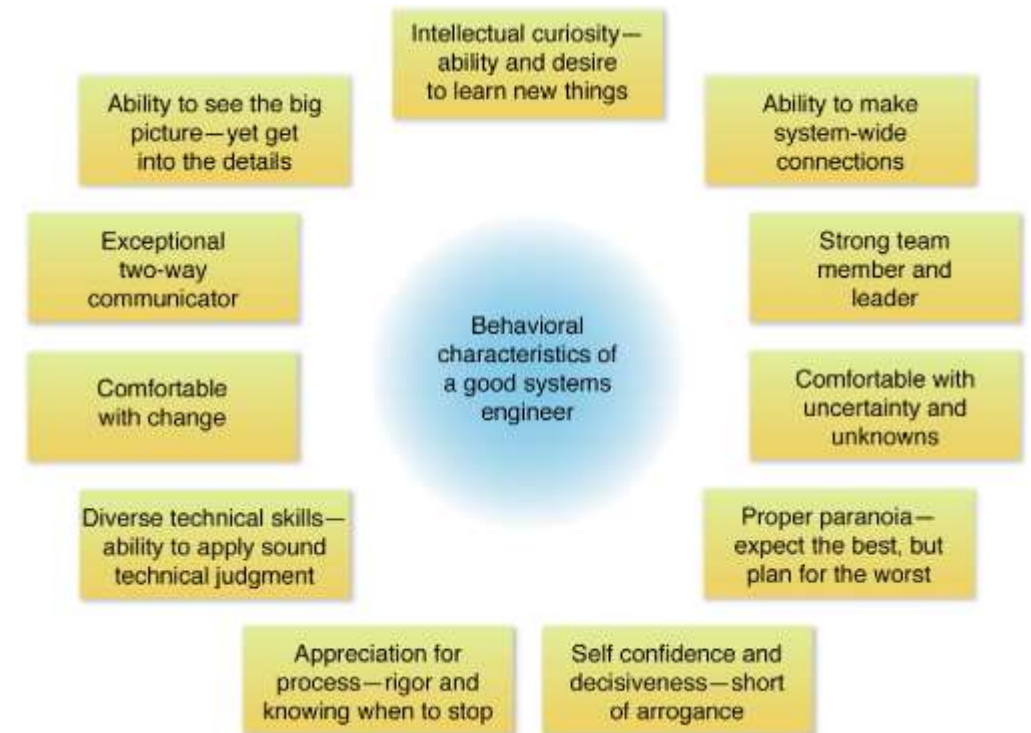 Intellectual curiosity—
ability and desire
to learn new things
Ability to see the big
picture—yet get
into the details
Ability to make
system-wide
connections
Exceptional
two-way
communicator
Strong team
member and
leader
Behavioral
characteristics of
a good systems
engineer
Comfortable
with change
Comfortable with
uncertainty and
unknowns
Diverse technical skills—
ability to apply sound
technical judgment
Proper paranoia—
expect the best, but
plan for the worst
Appreciation for
process—rigor and
knowing when to stop
Self confidence and
decisiveness—short
of arrogance